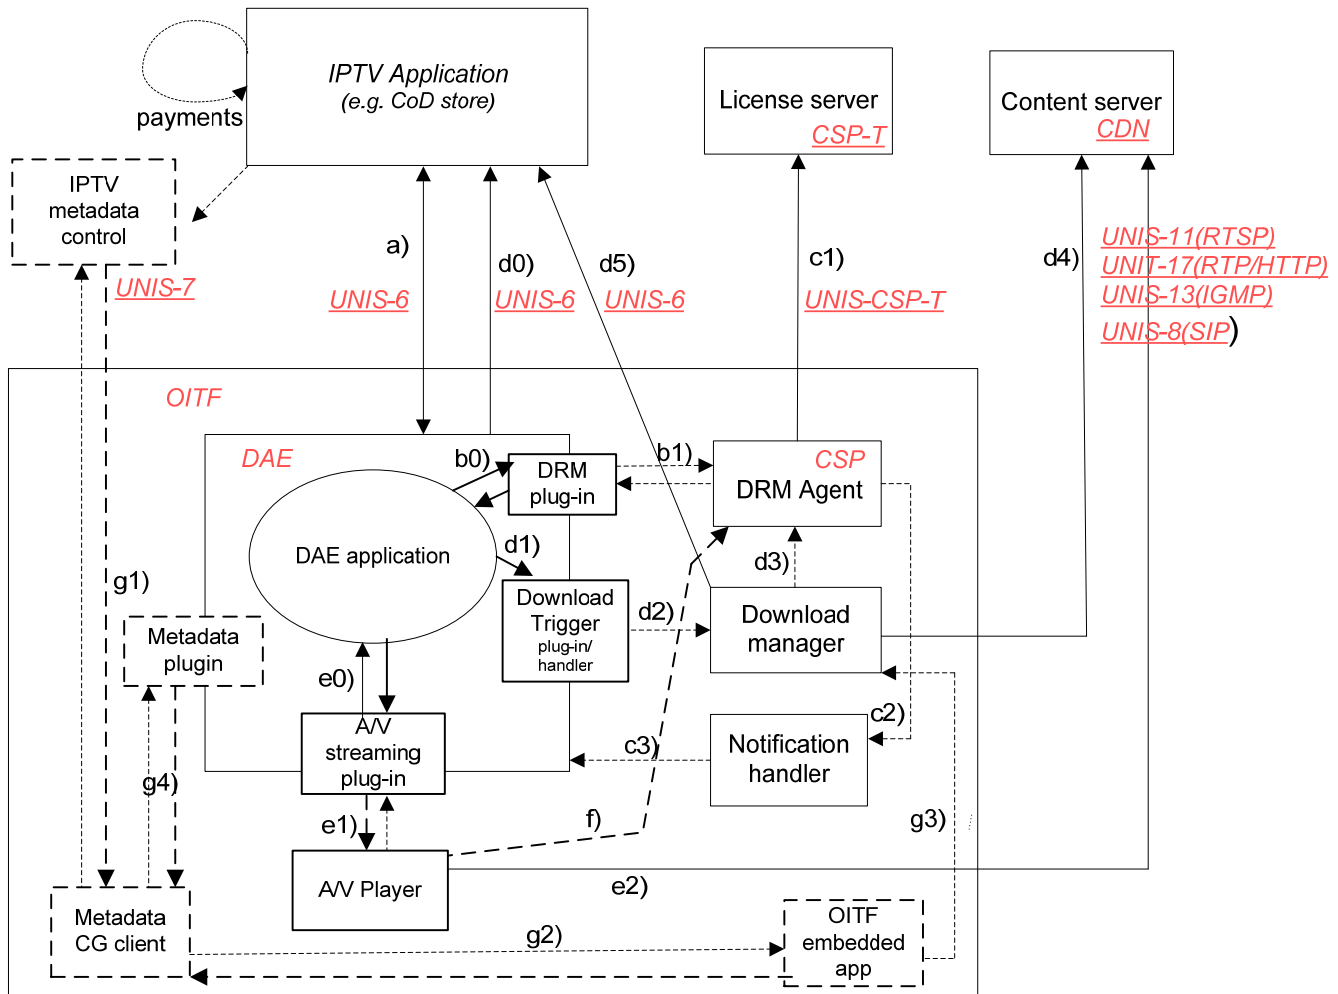 IPTV Application
(e.g. CoD store)
payments
License server
CSP-T
Content server
CDN
IPTV
metadata
control
UNIS-7
a)
UNIS-6
d0)
UNIS-6
d5)
UNIS-6
c1)
UNIS-CSP-T
d4)
UNIS-11(RTSP)
UNIT-17(RTP/HTTP)
UNIS-13(IGMP)
UNIS-8(SIP)
OITF
DAE
b0)
DRM
plug-in
b1)
CSP
DRM Agent
DAE application
d1)
d3)
g1)
Download
Trigger
plug-in/
handler
d2)
Download
manager
Metadata
plugin
e0)
A/V
streaming
plug-in
c3)
c2)
Notification
handler
g4)
e1)
f)
g3)
A/V Player
e2)
Metadata
CG client
g2)
OITF
embedded
app